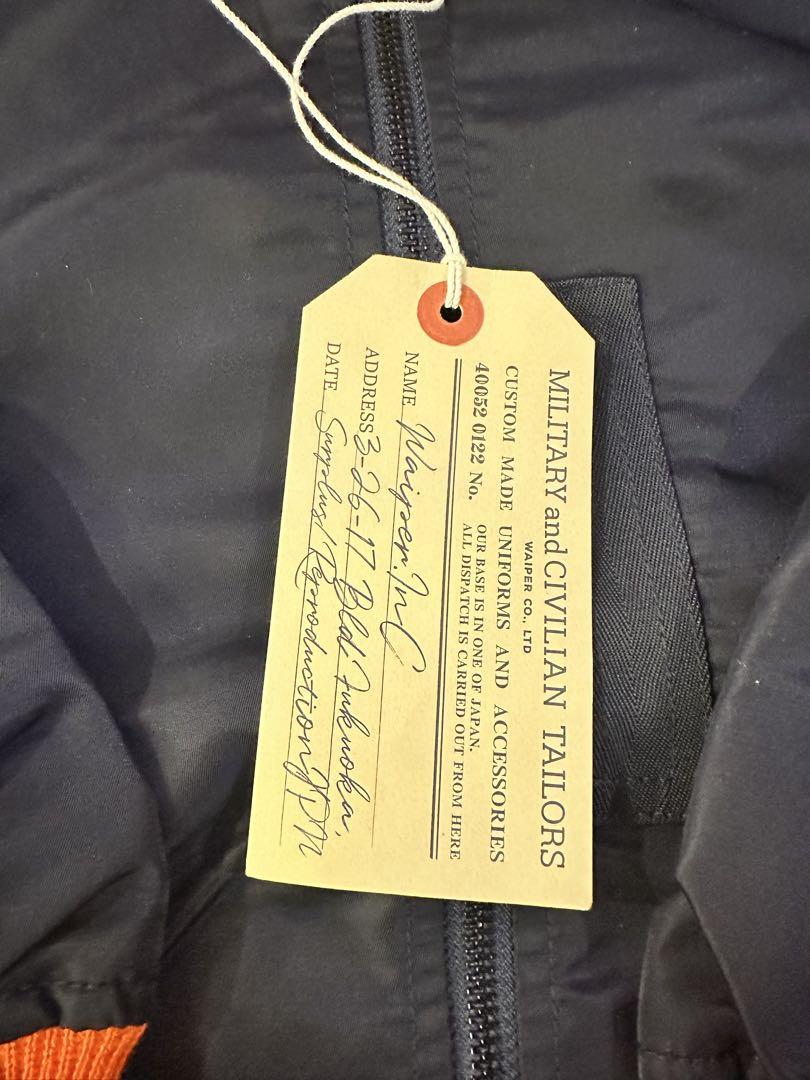 MILITARY and CIVILIAN TAILORS
WAIPER CO., LTD
CUSTOM MADE UNIFORMS AND ACCESSORIES
40052 0122 No.
OUR BASE IS IN ONE OF JAPAN.
ALL DISPATCH IS CARRIED OUT FROM HERE
NAME Waiper.Inc
ADDRESS 3-26-17 Bld Fukuoka,
DATE Surplus/Reproduction JPN